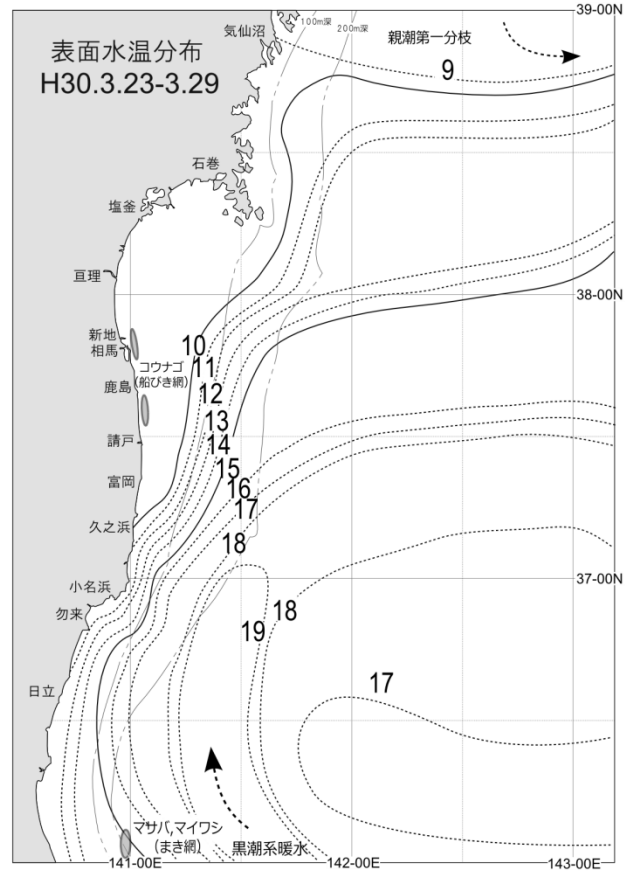 39-00N
100m深
200m深
気仙沼
親潮第一分枝
表面水温分布
H30.3.23-3.29
9
石巻
塩釜
亘理
38-00N
新地
相馬
10
コウナゴ
(船びき網)
11
鹿島
12
13
請戸
14
15
富岡
16
17
久之浜
18
37-00N
小名浜
勿来
18
19
日立
17
マサバ,マイワシ
(まき網)
黒潮系暖水
141-00E
142-00E
143-00E